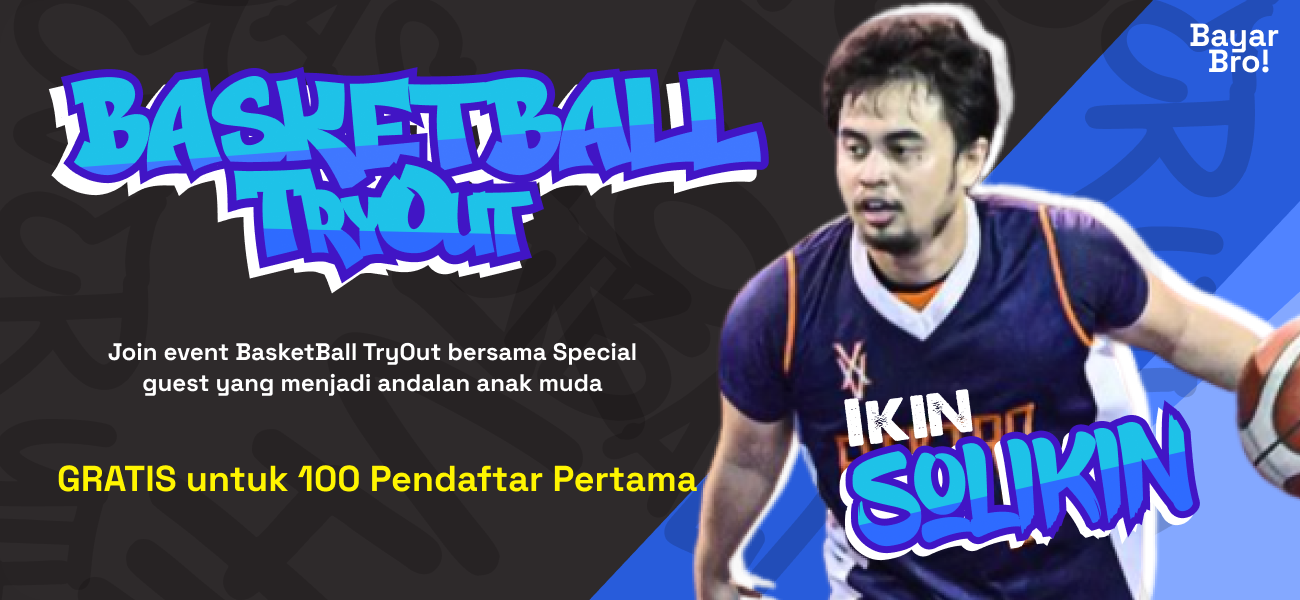 BASKETBALL
TRYOUT
Join event BasketBall TryOut bersama Special
guest yang menjadi andalan anak muda
GRATIS untuk 100 Pendaftar Pertama
Bayar
Bro!
IKIN
SOLIKIN